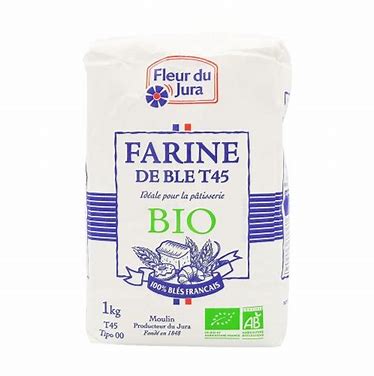 Fleur du
Jura
FARINE
DE BLE T45
Idéale pour la pâtisserie
BIO
100% BLÉS FRANÇAIS
1kg
T45
Tipo 00
Moulin
Producteur du Jura
Fondé en 1848
AB